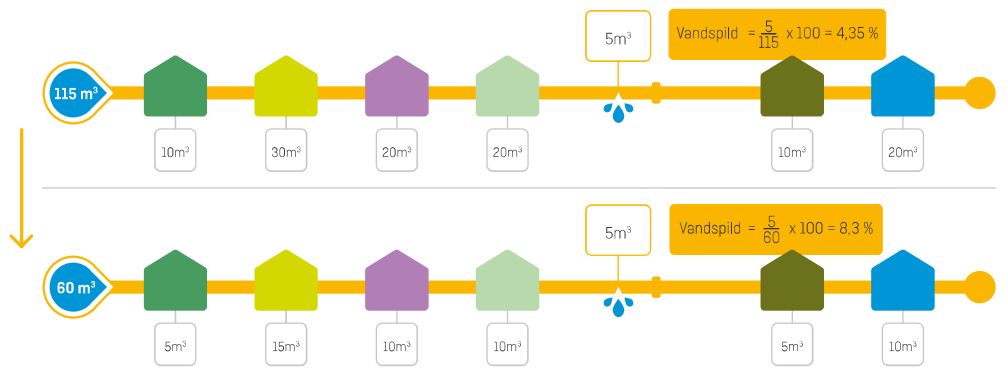 5m³
Vandspild = 5/115 x 100 = 4,35 %
115 m³
10m³ 30m³ 20m³ 20m³ 10m³ 20m³
5m³
Vandspild = 5/60 x 100 = 8,3 %
60 m³
5m³ 15m³ 10m³ 10m³ 5m³ 10m³